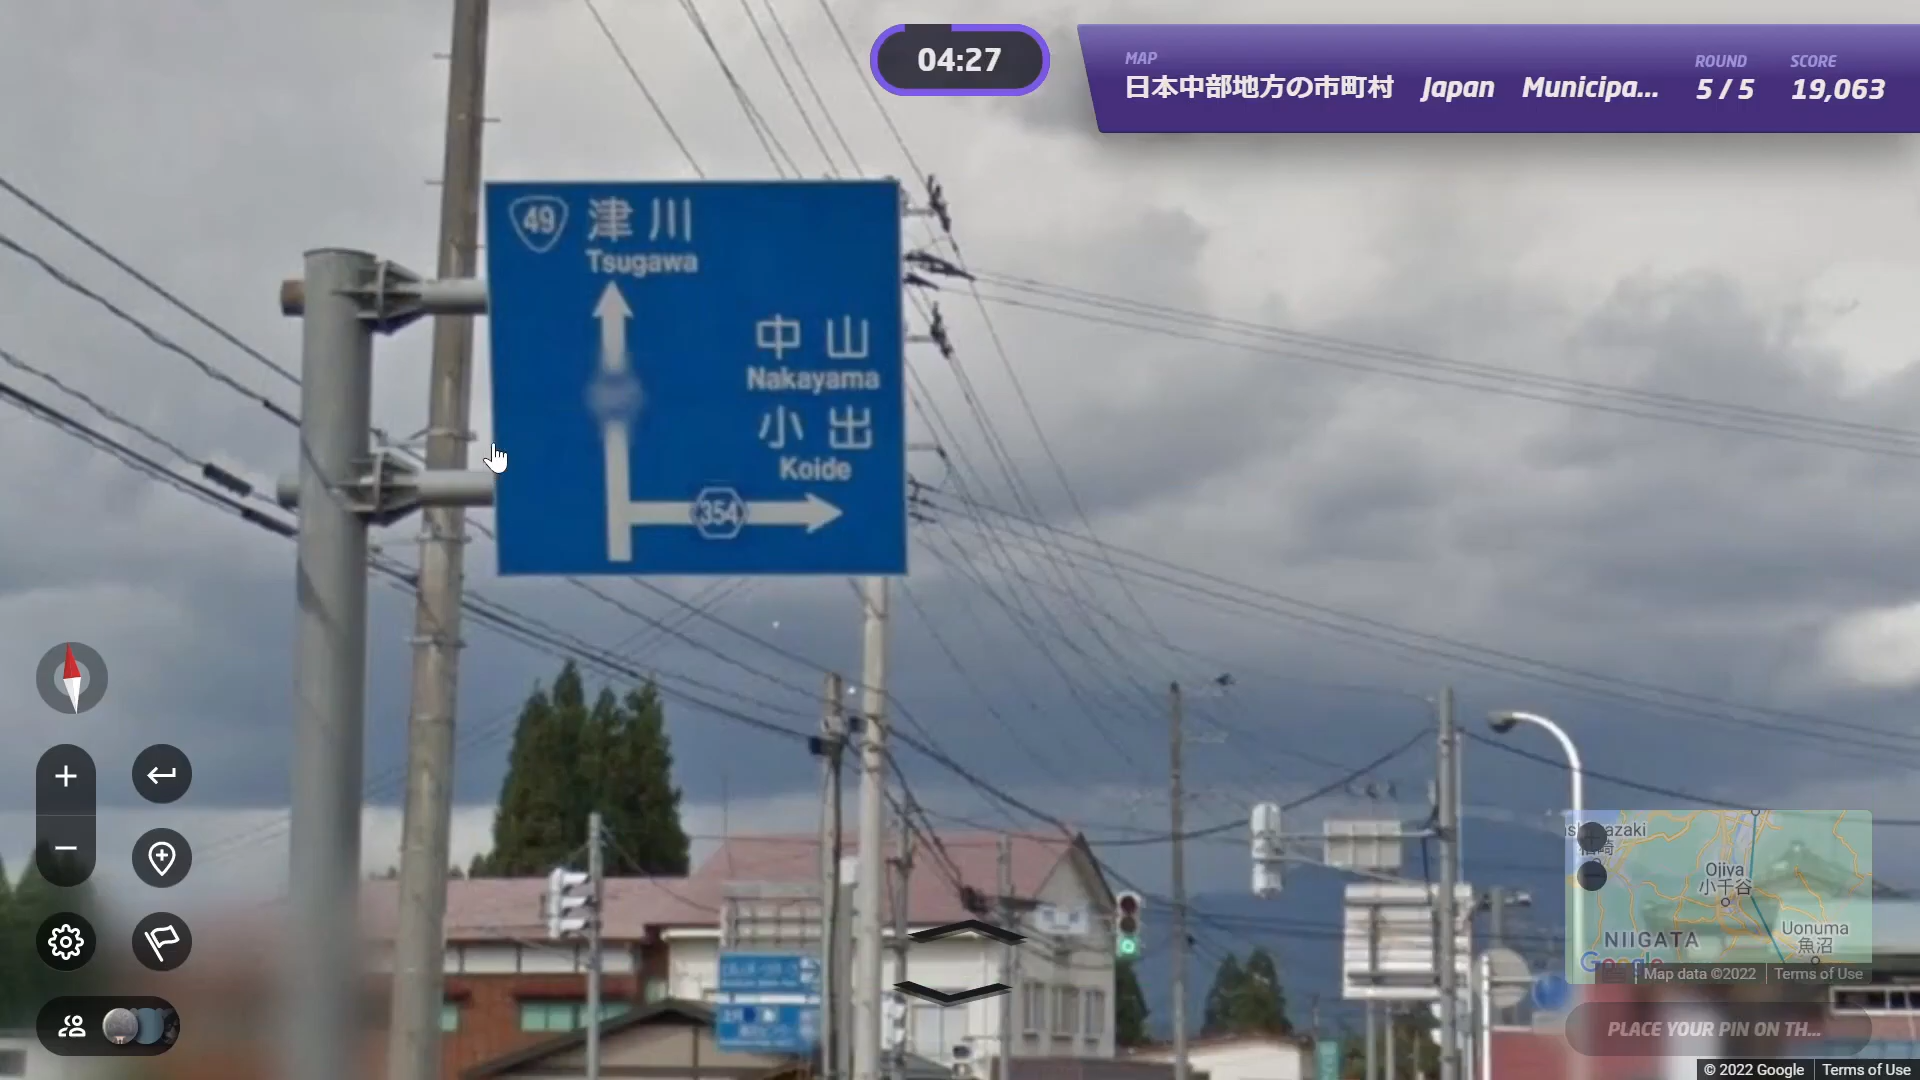 04:27
MAP
日本中部地方の市町村 Japan Municipa...
ROUND
5 / 5
SCORE
19,063
49 津川
Tsugawa
中山
Nakayama
小出
Koide
354
Ojiya
小千谷
Uonuma
魚沼
NIIGATA
Google
Map data ©2022
Terms of Use
PLACE YOUR PIN ON TH...
© 2022 Google
Terms of Use